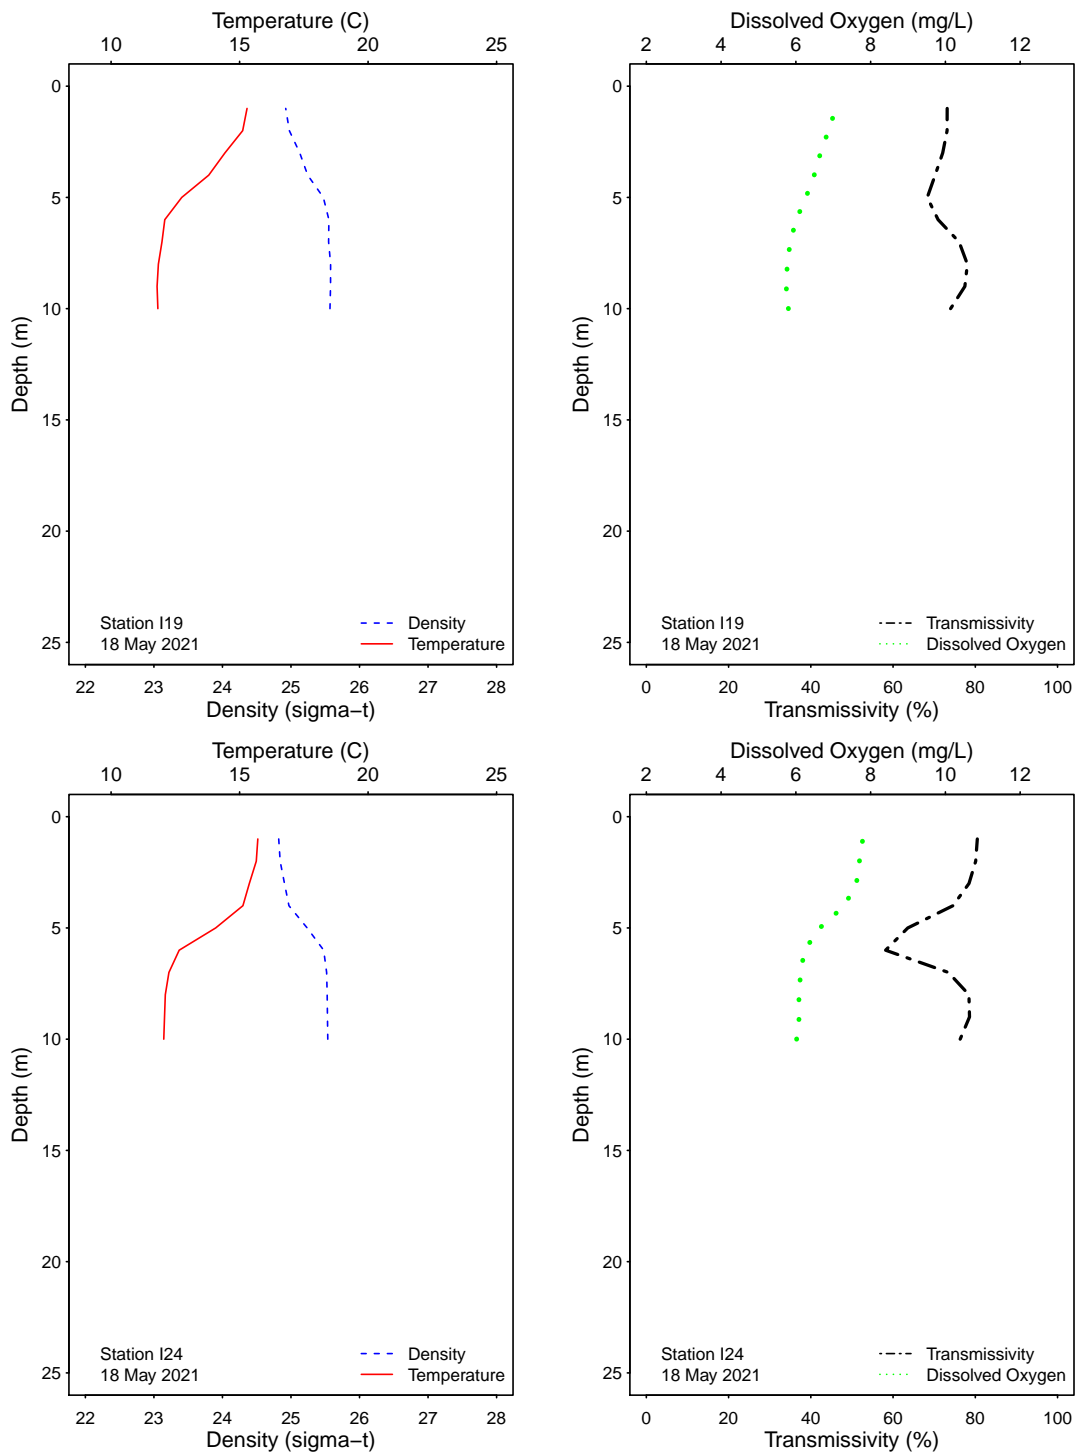 Temperature (C)
10 15 20 25
0
5
10
15
20
25
Depth (m)
Station I19
18 May 2021
Density
Temperature
22 23 24 25 26 27 28
Density (sigma−t)
Dissolved Oxygen (mg/L)
2 4 6 8 10 12
0
5
10
15
20
25
Depth (m)
Station I19
18 May 2021
Transmissivity
Dissolved Oxygen
0 20 40 60 80 100
Transmissivity (%)
Temperature (C)
10 15 20 25
0
5
10
15
20
25
Depth (m)
Station I24
18 May 2021
Density
Temperature
22 23 24 25 26 27 28
Density (sigma−t)
Dissolved Oxygen (mg/L)
2 4 6 8 10 12
0
5
10
15
20
25
Depth (m)
Station I24
18 May 2021
Transmissivity
Dissolved Oxygen
0 20 40 60 80 100
Transmissivity (%)